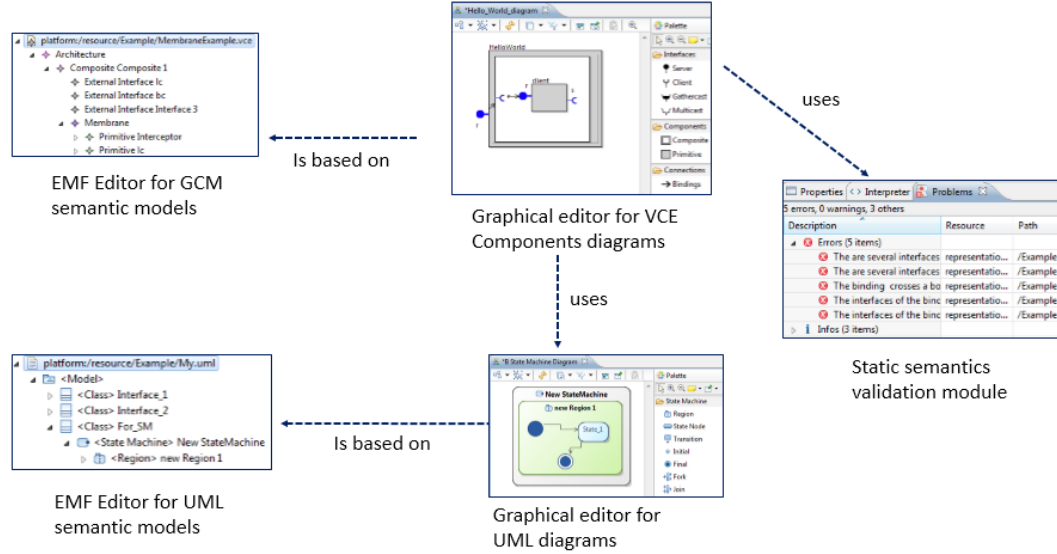 platform:/resource/Example/MembraneExample.vce
Architecture
Composite Composite 1
External Interface Ic
External Interface bc
External Interface Interface 3
Membrane
Primitive Interceptor
Primitive Ic
EMF Editor for GCM
semantic models
Is based on
*Hello_World_diagram
HelloWorld
client
r
s
r
Palette
Interfaces
Server
Client
Gathercast
Multicast
Components
Composite
Primitive
Connections
Bindings
Graphical editor for VCE
Components diagrams
uses
uses
Properties
Interpreter
Problems
5 errors, 0 warnings, 3 others
Description Resource Path
Errors (5 items)
The are several interfaces representatio... /Example
The are several interfaces representatio... /Example
The binding crosses a bo representatio... /Example
The interfaces of the bind representatio... /Example
The interfaces of the bind representatio... /Example
Infos (3 items)
Static semantics
validation module
platform:/resource/Example/My.uml
<Model>
<Class> Interface_1
<Class> Interface_2
<Class> For_SM
<State Machine> New StateMachine
<Region> new Region 1
EMF Editor for UML
semantic models
Is based on
*B State Machine Diagram
New StateMachine
new Region 1
State_1
Palette
State Machine
Region
State Node
Transition
Initial
Final
Fork
Join
Graphical editor for
UML diagrams